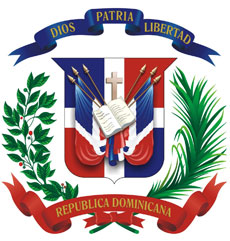 DIOS PATRIA LIBERTAD
REPUBLICA DOMINICANA